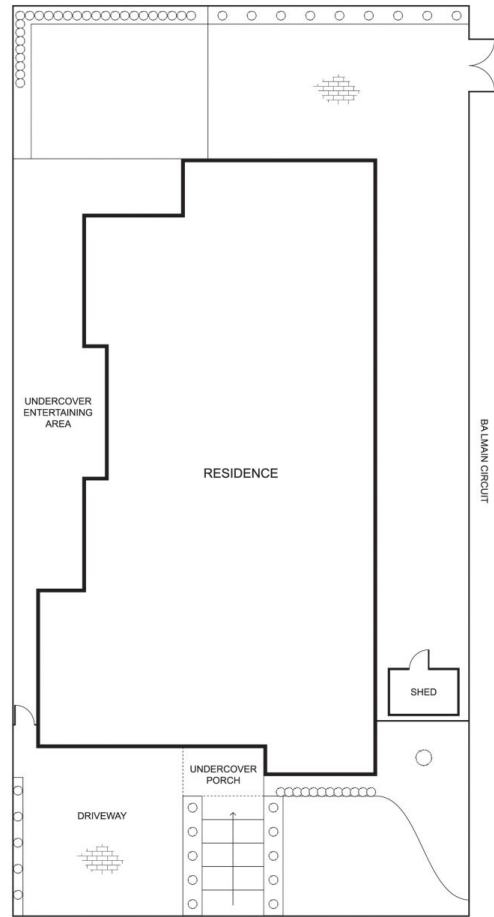 UNDERCOVER
ENTERTAINING
AREA
RESIDENCE
BALMAIN CIRCUIT
SHED
UNDERCOVER
PORCH
DRIVEWAY